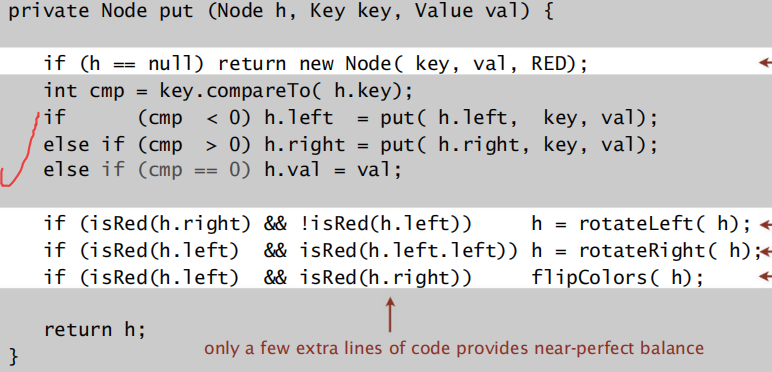 private Node put (Node h, Key key, Value val) {
if (h == null) return new Node( key, val, RED);
int cmp = key.compareTo( h.key);
if (cmp < 0) h.left = put( h.left, key, val);
else if (cmp > 0) h.right = put( h.right, key, val);
else if (cmp == 0) h.val = val;
if (isRed(h.right) && !isRed(h.left)) h = rotateLeft( h);
if (isRed(h.left) && isRed(h.left.left)) h = rotateRight( h);
if (isRed(h.left) && isRed(h.right)) flipColors( h);
return h;
only a few extra lines of code provides near-perfect balance
}